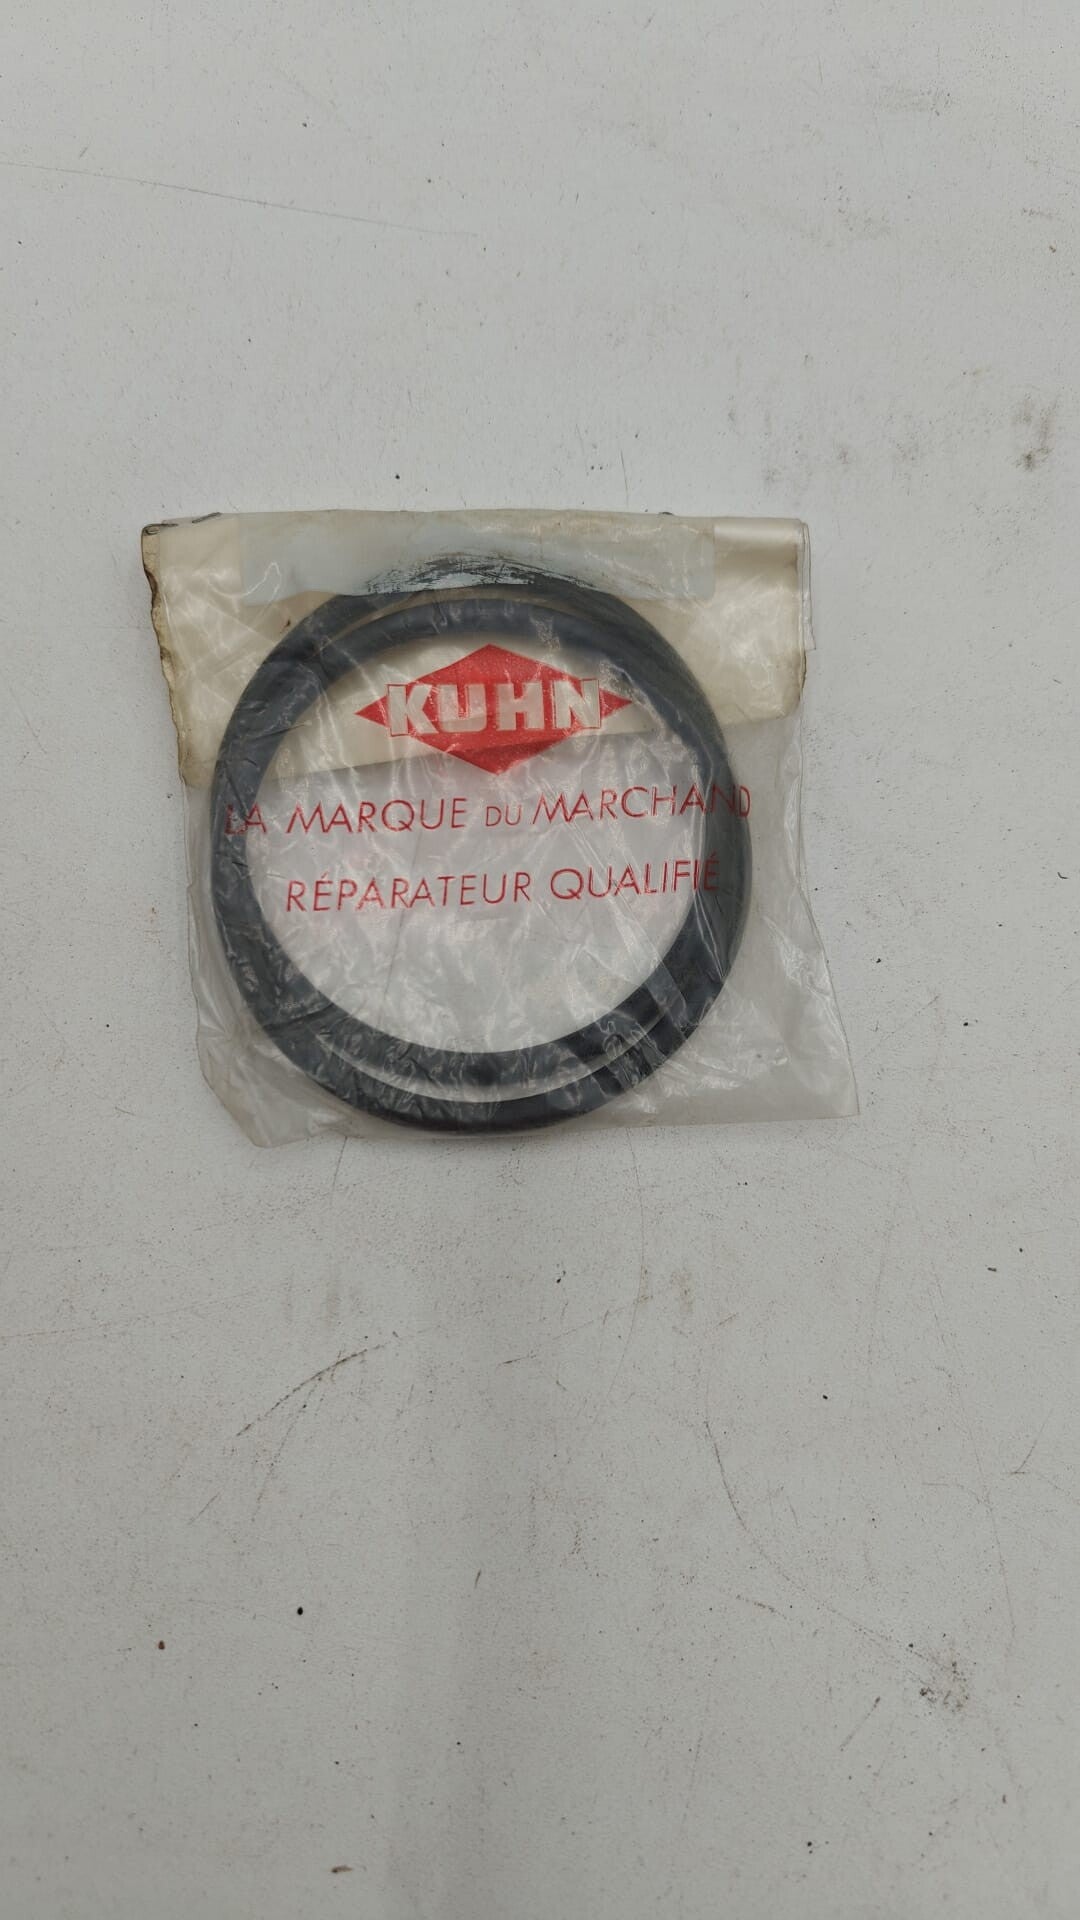 KUHN
LA MARQUE DU MARCHAND
RÉPARATEUR QUALIFIÉ